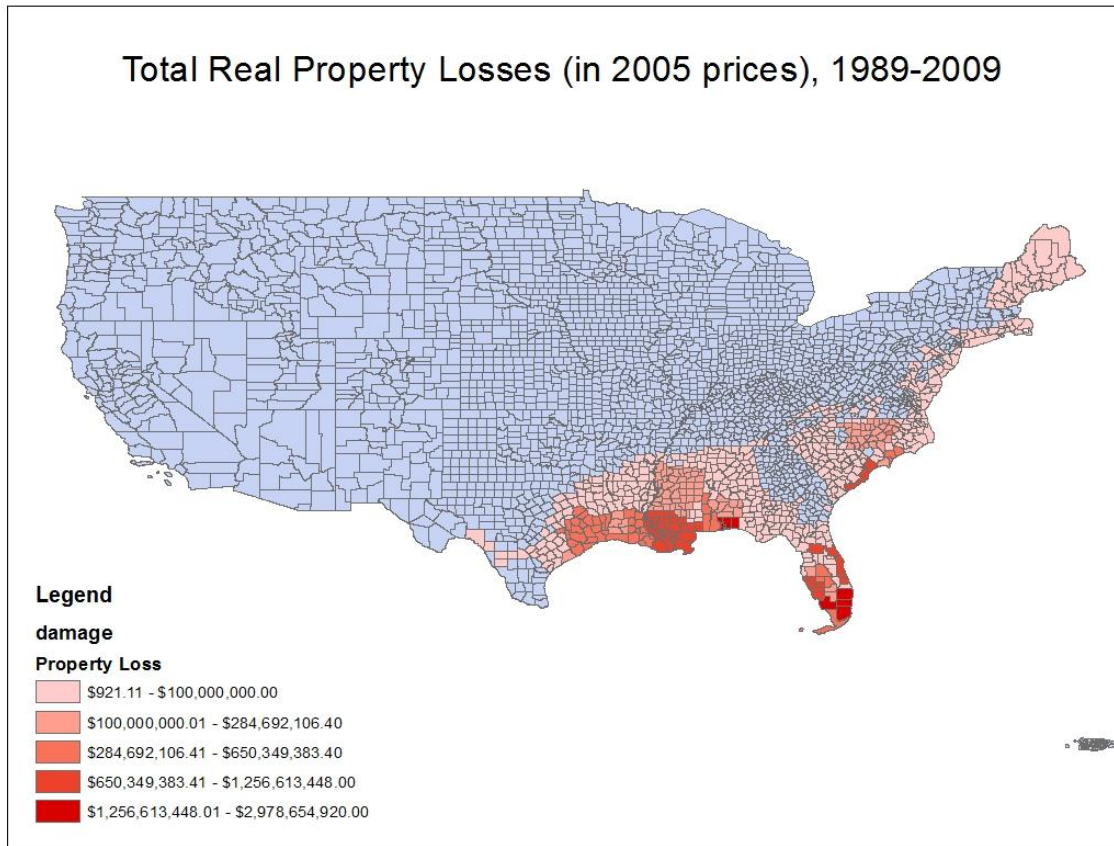 Total Real Property Losses (in 2005 prices), 1989-2009
Legend
damage
Property Loss
$921.11 - $100,000,000.00
$100,000,000.01 - $284,692,106.40
$284,692,106.41 - $650,349,383.40
$650,349,383.41 - $1,256,613,448.00
$1,256,613,448.01 - $2,978,654,920.00